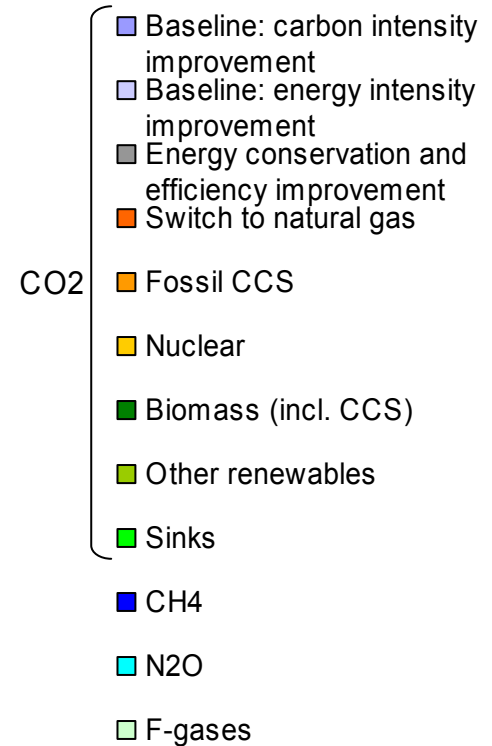 Baseline: carbon intensity
improvement
Baseline: energy intensity
improvement
Energy conservation and
efficiency improvement
Switch to natural gas
CO2
Fossil CCS
Nuclear
Biomass (incl. CCS)
Other renewables
Sinks
CH4
N2O
F-gases